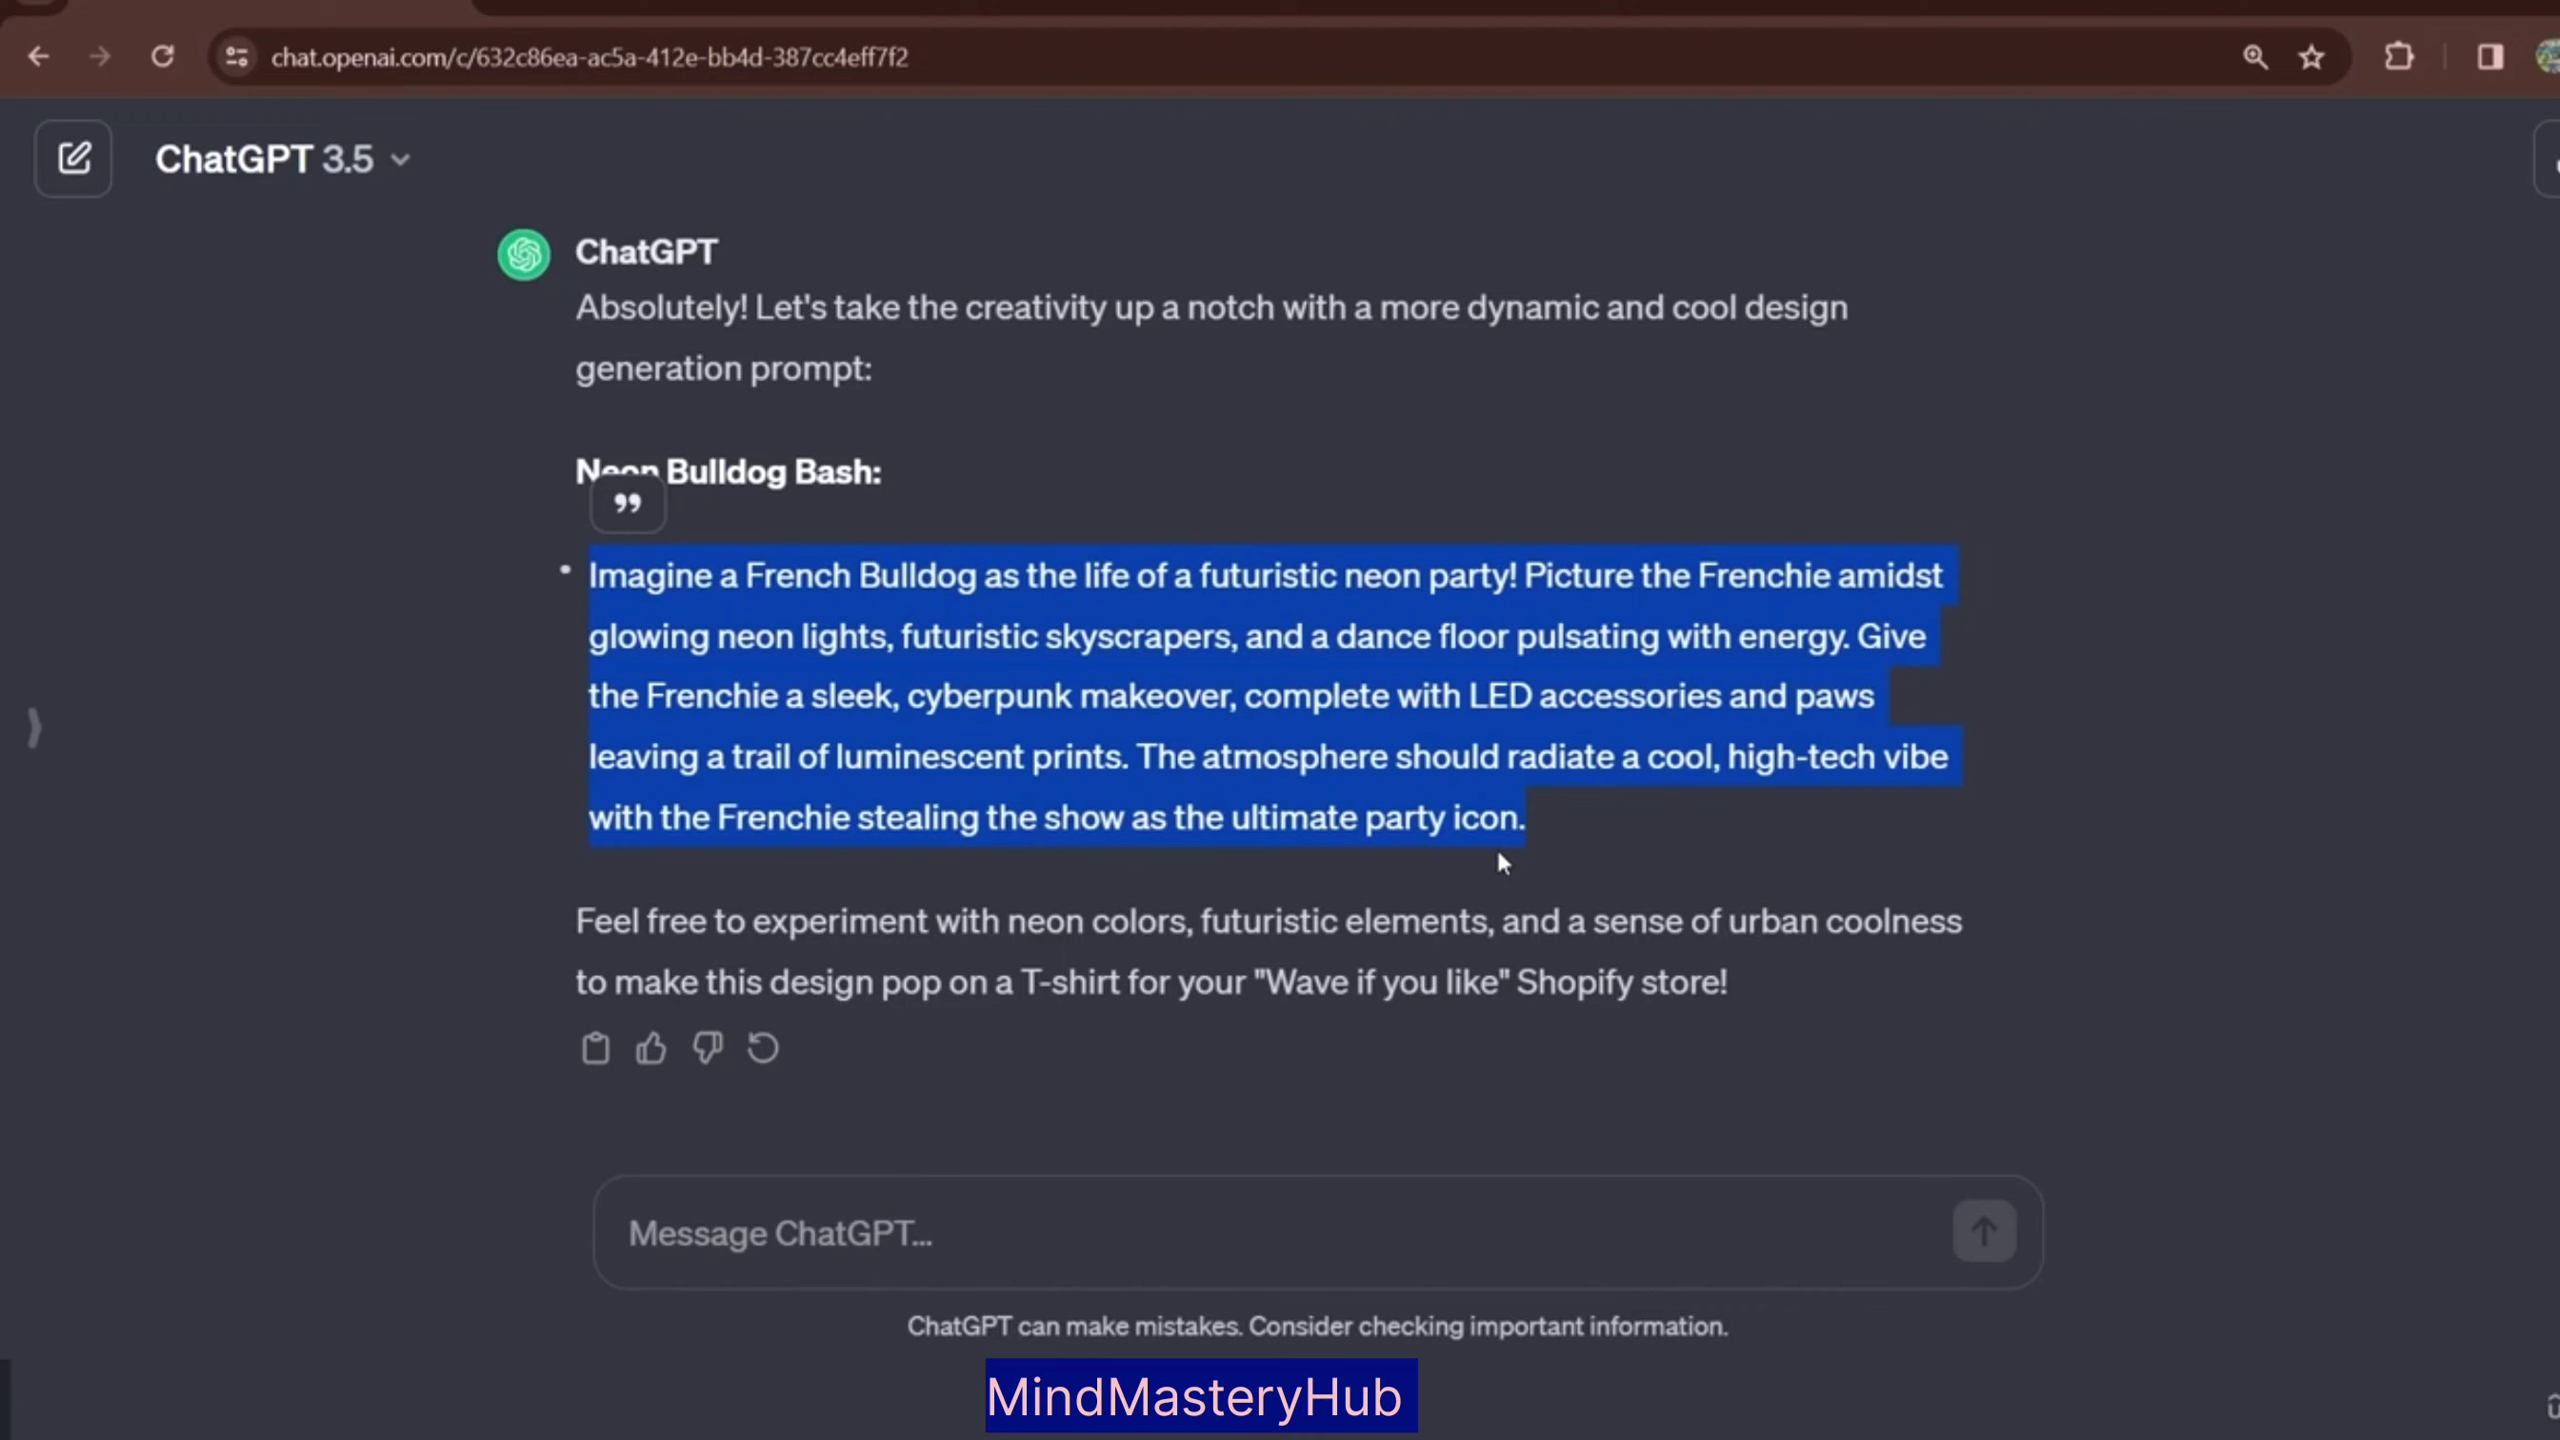 chat.openai.com/c/632c86ea-ac5a-412e-bb4d-387cc4eff7f2
ChatGPT 3.5
ChatGPT
Absolutely! Let's take the creativity up a notch with a more dynamic and cool design
generation prompt:
Neon Bulldog Bash:
Imagine a French Bulldog as the life of a futuristic neon party! Picture the Frenchie amidst
glowing neon lights, futuristic skyscrapers, and a dance floor pulsating with energy. Give
the Frenchie a sleek, cyberpunk makeover, complete with LED accessories and paws
leaving a trail of luminescent prints. The atmosphere should radiate a cool, high-tech vibe
with the Frenchie stealing the show as the ultimate party icon.
Feel free to experiment with neon colors, futuristic elements, and a sense of urban coolness
to make this design pop on a T-shirt for your "Wave if you like" Shopify store!
Message ChatGPT...
ChatGPT can make mistakes. Consider checking important information.
MindMasteryHub